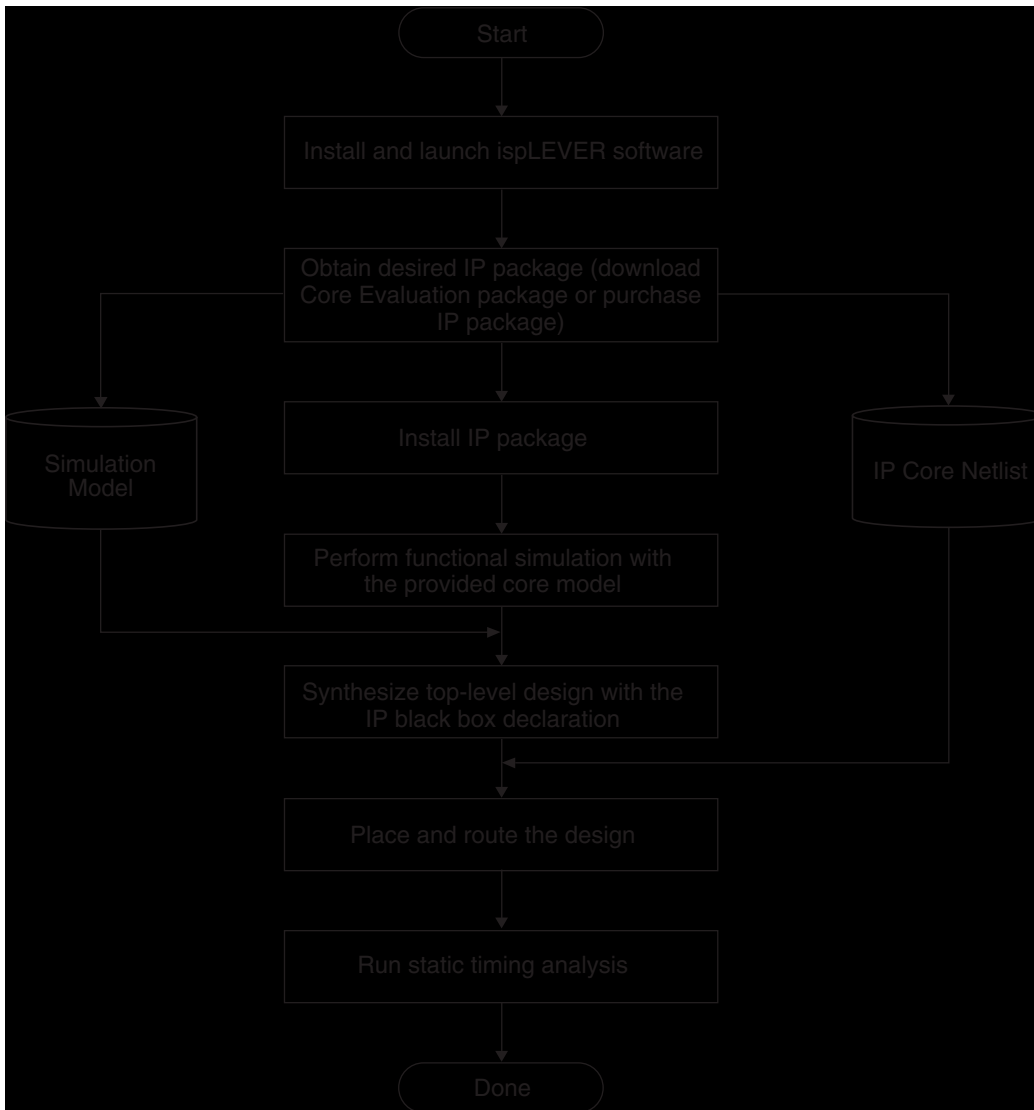 Start
Install and launch ispLEVER software
Obtain desired IP package (download
Core Evaluation package or purchase
IP package)
Install IP package
Simulation
Model
IP Core Netlist
Perform functional simulation with
the provided core model
Synthesize top-level design with the
IP black box declaration
Place and route the design
Run static timing analysis
Done